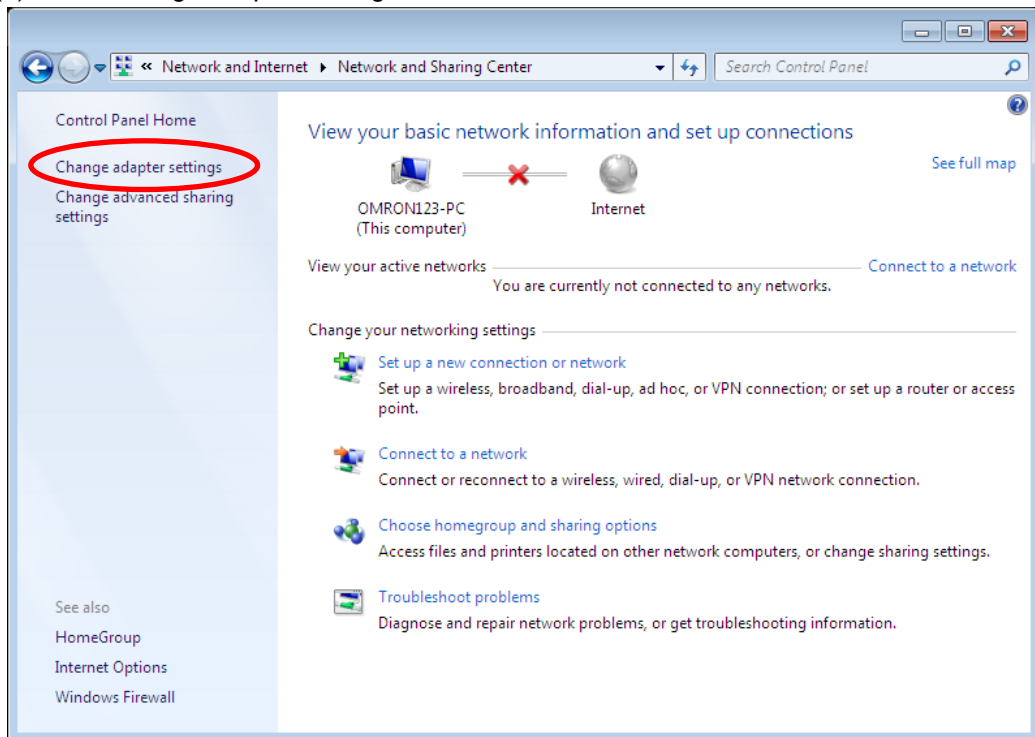 « Network and Internet ▸ Network and Sharing Center
Search Control Panel
Control Panel Home
Change adapter settings
Change advanced sharing
settings
View your basic network information and set up connections
See full map
OMRON123-PC
(This computer)
Internet
View your active networks
Connect to a network
You are currently not connected to any networks.
Change your networking settings
Set up a new connection or network
Set up a wireless, broadband, dial-up, ad hoc, or VPN connection; or set up a router or access
point.
Connect to a network
Connect or reconnect to a wireless, wired, dial-up, or VPN network connection.
Choose homegroup and sharing options
Access files and printers located on other network computers, or change sharing settings.
Troubleshoot problems
Diagnose and repair network problems, or get troubleshooting information.
See also
HomeGroup
Internet Options
Windows Firewall